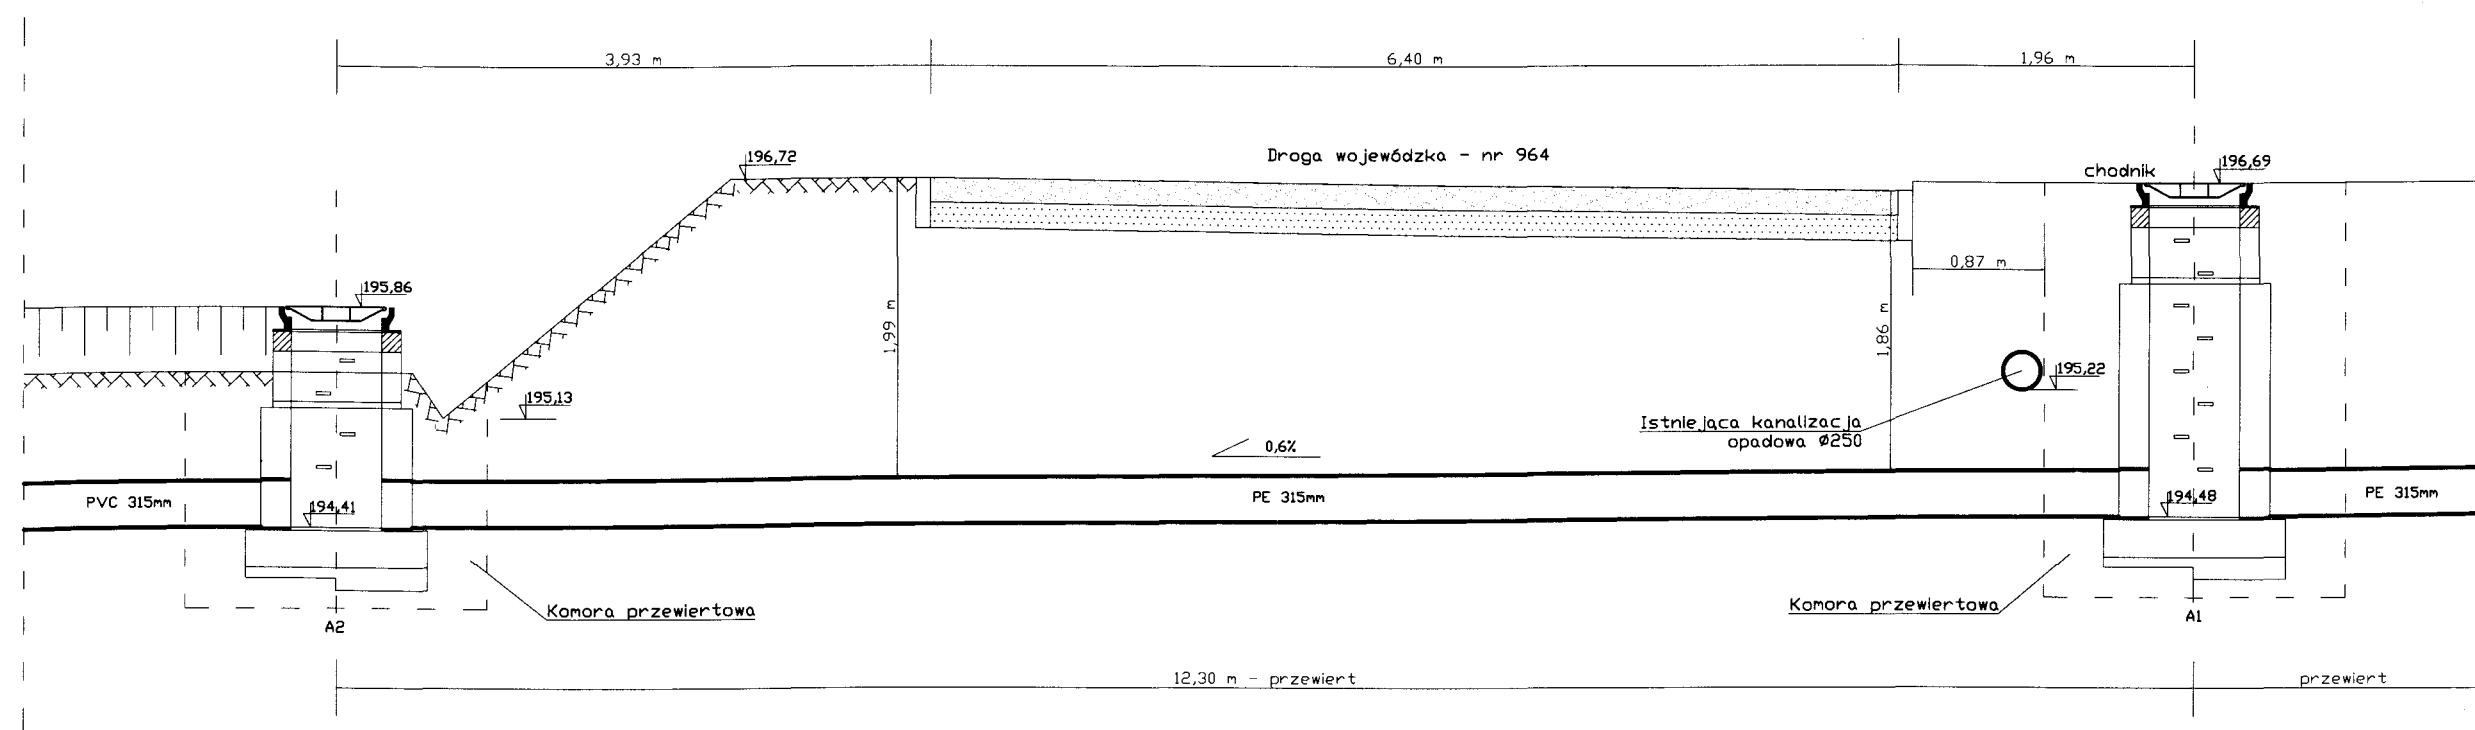 3,93 m
6,40 m
1,96 m
196,72
Droga wojewódzka - nr 964
chodnik
196,69
195,86
1,99 m
1,86 m
0,87 m
195,22
195,13
Istniejąca kanalizacja
opadowa Ø250
0,6%
PVC 315mm
194,41
PE 315mm
194,48
PE 315mm
Komora przewiertowa
Komora przewiertowa
A2
A1
12,30 m - przewiert
przewiert